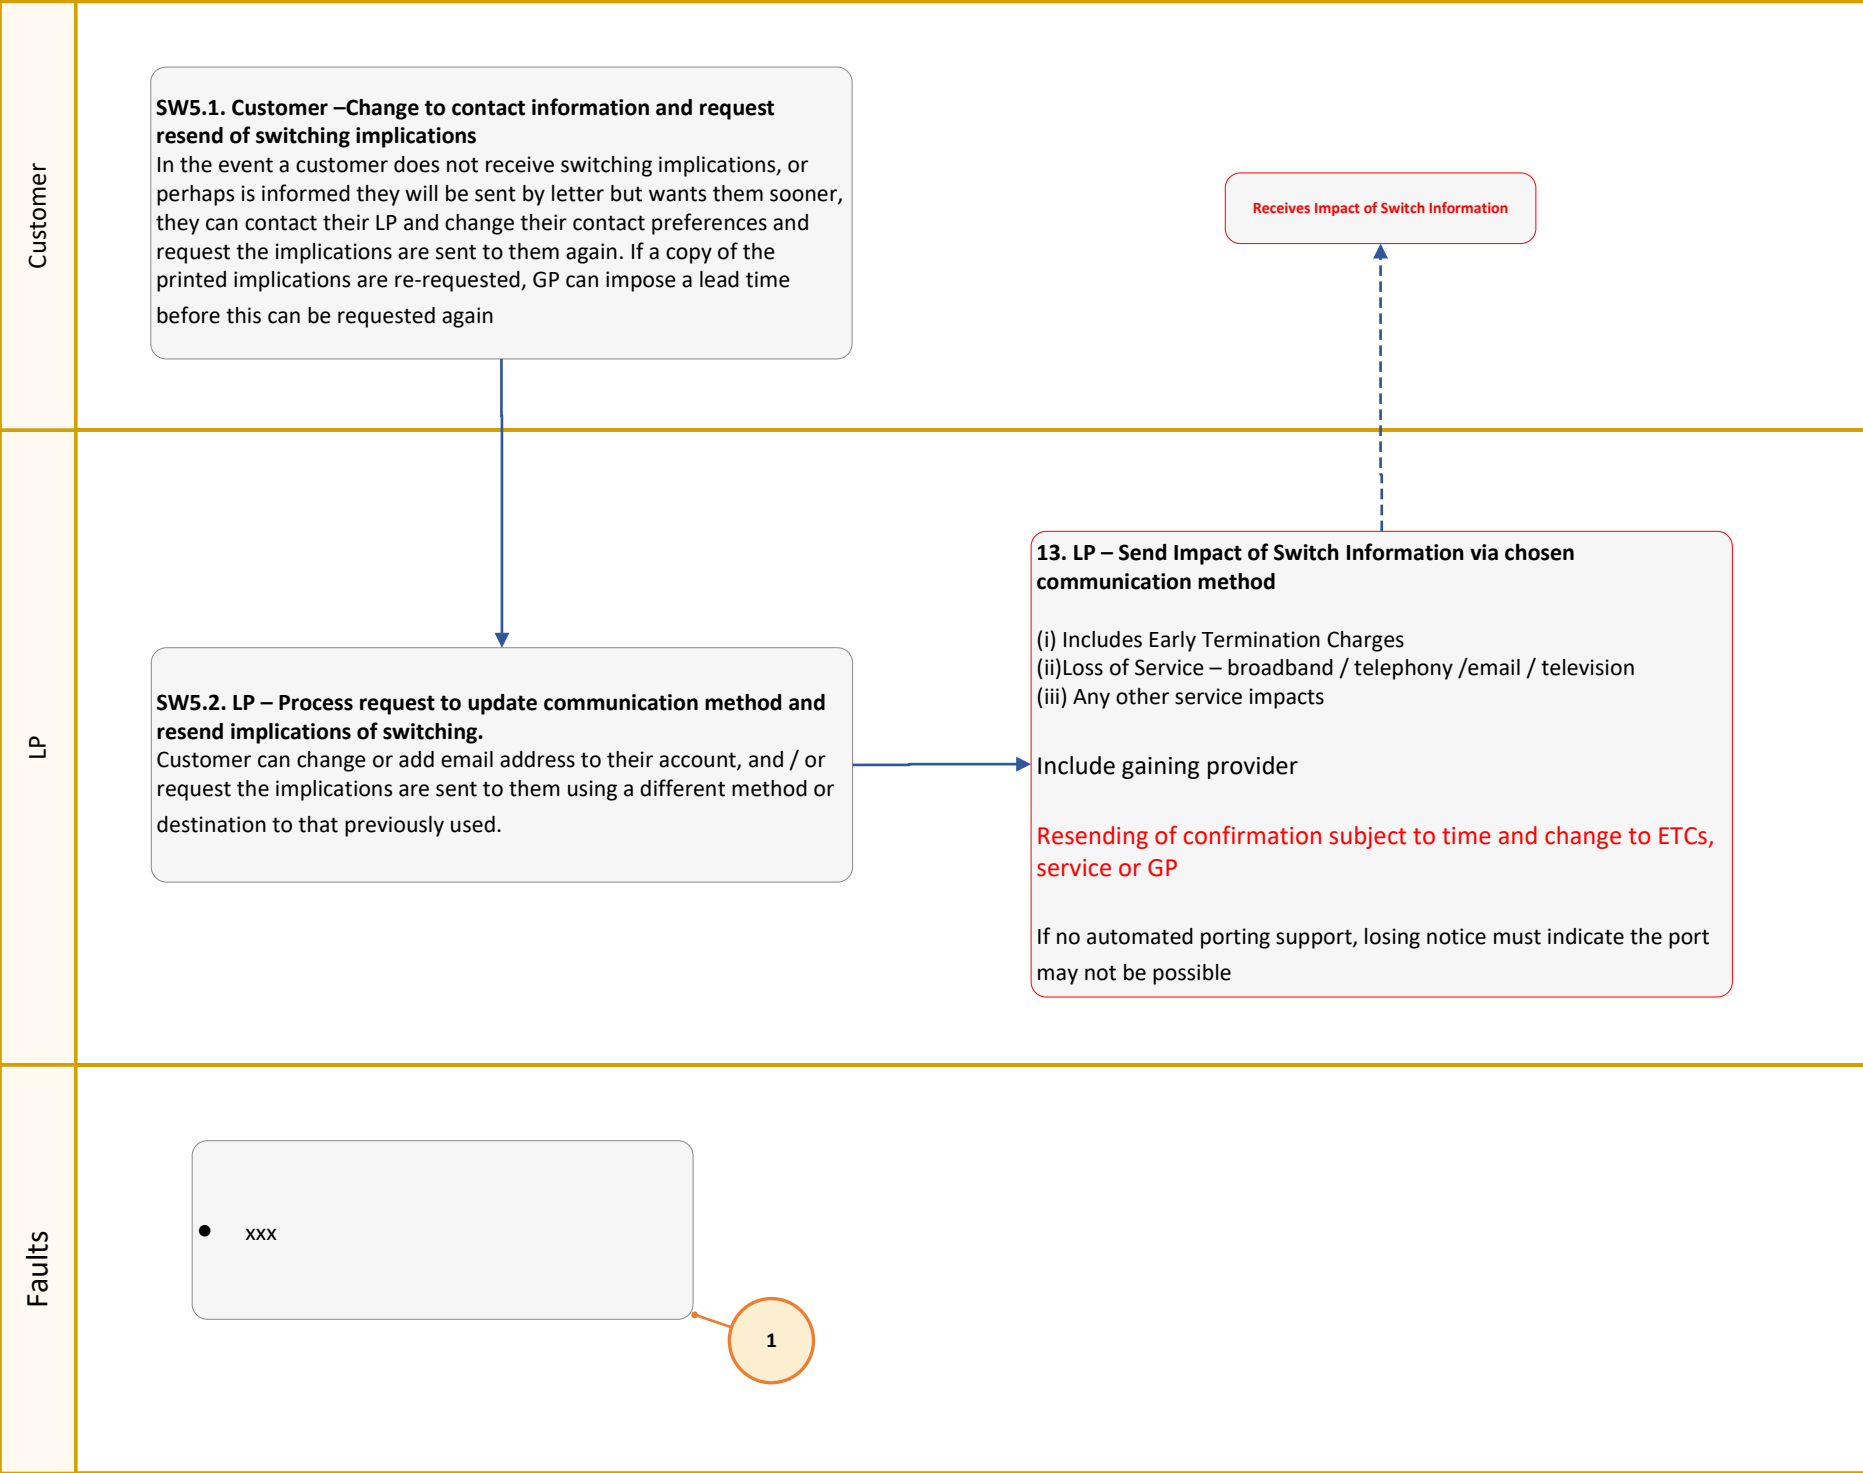 Customer
SW5.1. Customer –Change to contact information and request
resend of switching implications
In the event a customer does not receive switching implications, or
perhaps is informed they will be sent by letter but wants them sooner,
they can contact their LP and change their contact preferences and
request the implications are sent to them again. If a copy of the
printed implications are re-requested, GP can impose a lead time
before this can be requested again
Receives Impact of Switch Information
LP
SW5.2. LP – Process request to update communication method and
resend implications of switching.
Customer can change or add email address to their account, and / or
request the implications are sent to them using a different method or
destination to that previously used.
13. LP – Send Impact of Switch Information via chosen
communication method
(i) Includes Early Termination Charges
(ii)Loss of Service – broadband / telephony /email / television
(iii) Any other service impacts
Include gaining provider
Resending of confirmation subject to time and change to ETCs,
service or GP
If no automated porting support, losing notice must indicate the port
may not be possible
Faults
● xxx
1